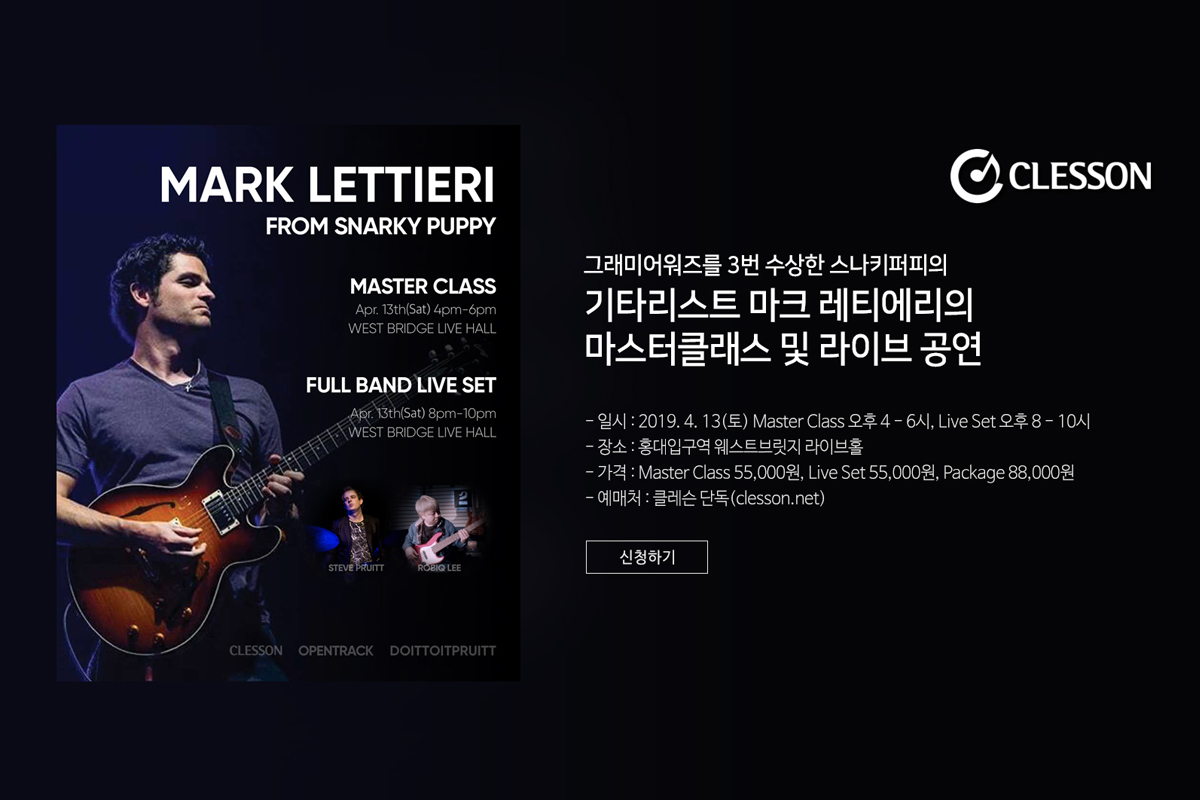 MARK LETTIERI
FROM SNARKY PUPPY
MASTER CLASS
Apr. 13th(Sat) 4pm-6pm
WEST BRIDGE LIVE HALL
FULL BAND LIVE SET
Apr. 13th(Sat) 8pm-10pm
WEST BRIDGE LIVE HALL
STEVE PRUITT
ROBIQ LEE
CLESSON OPENTRACK DOITTOITPRUITT
CLESSON
그래미어워즈를 3번 수상한 스나키퍼피의
기타리스트 마크 레티에리의
마스터클래스 및 라이브 공연
- 일시 : 2019. 4. 13(토) Master Class 오후 4 - 6시, Live Set 오후 8 - 10시
- 장소 : 홍대입구역 웨스트브릿지 라이브홀
- 가격 : Master Class 55,000원, Live Set 55,000원, Package 88,000원
- 예매처 : 클레슨 단독(clesson.net)
신청하기